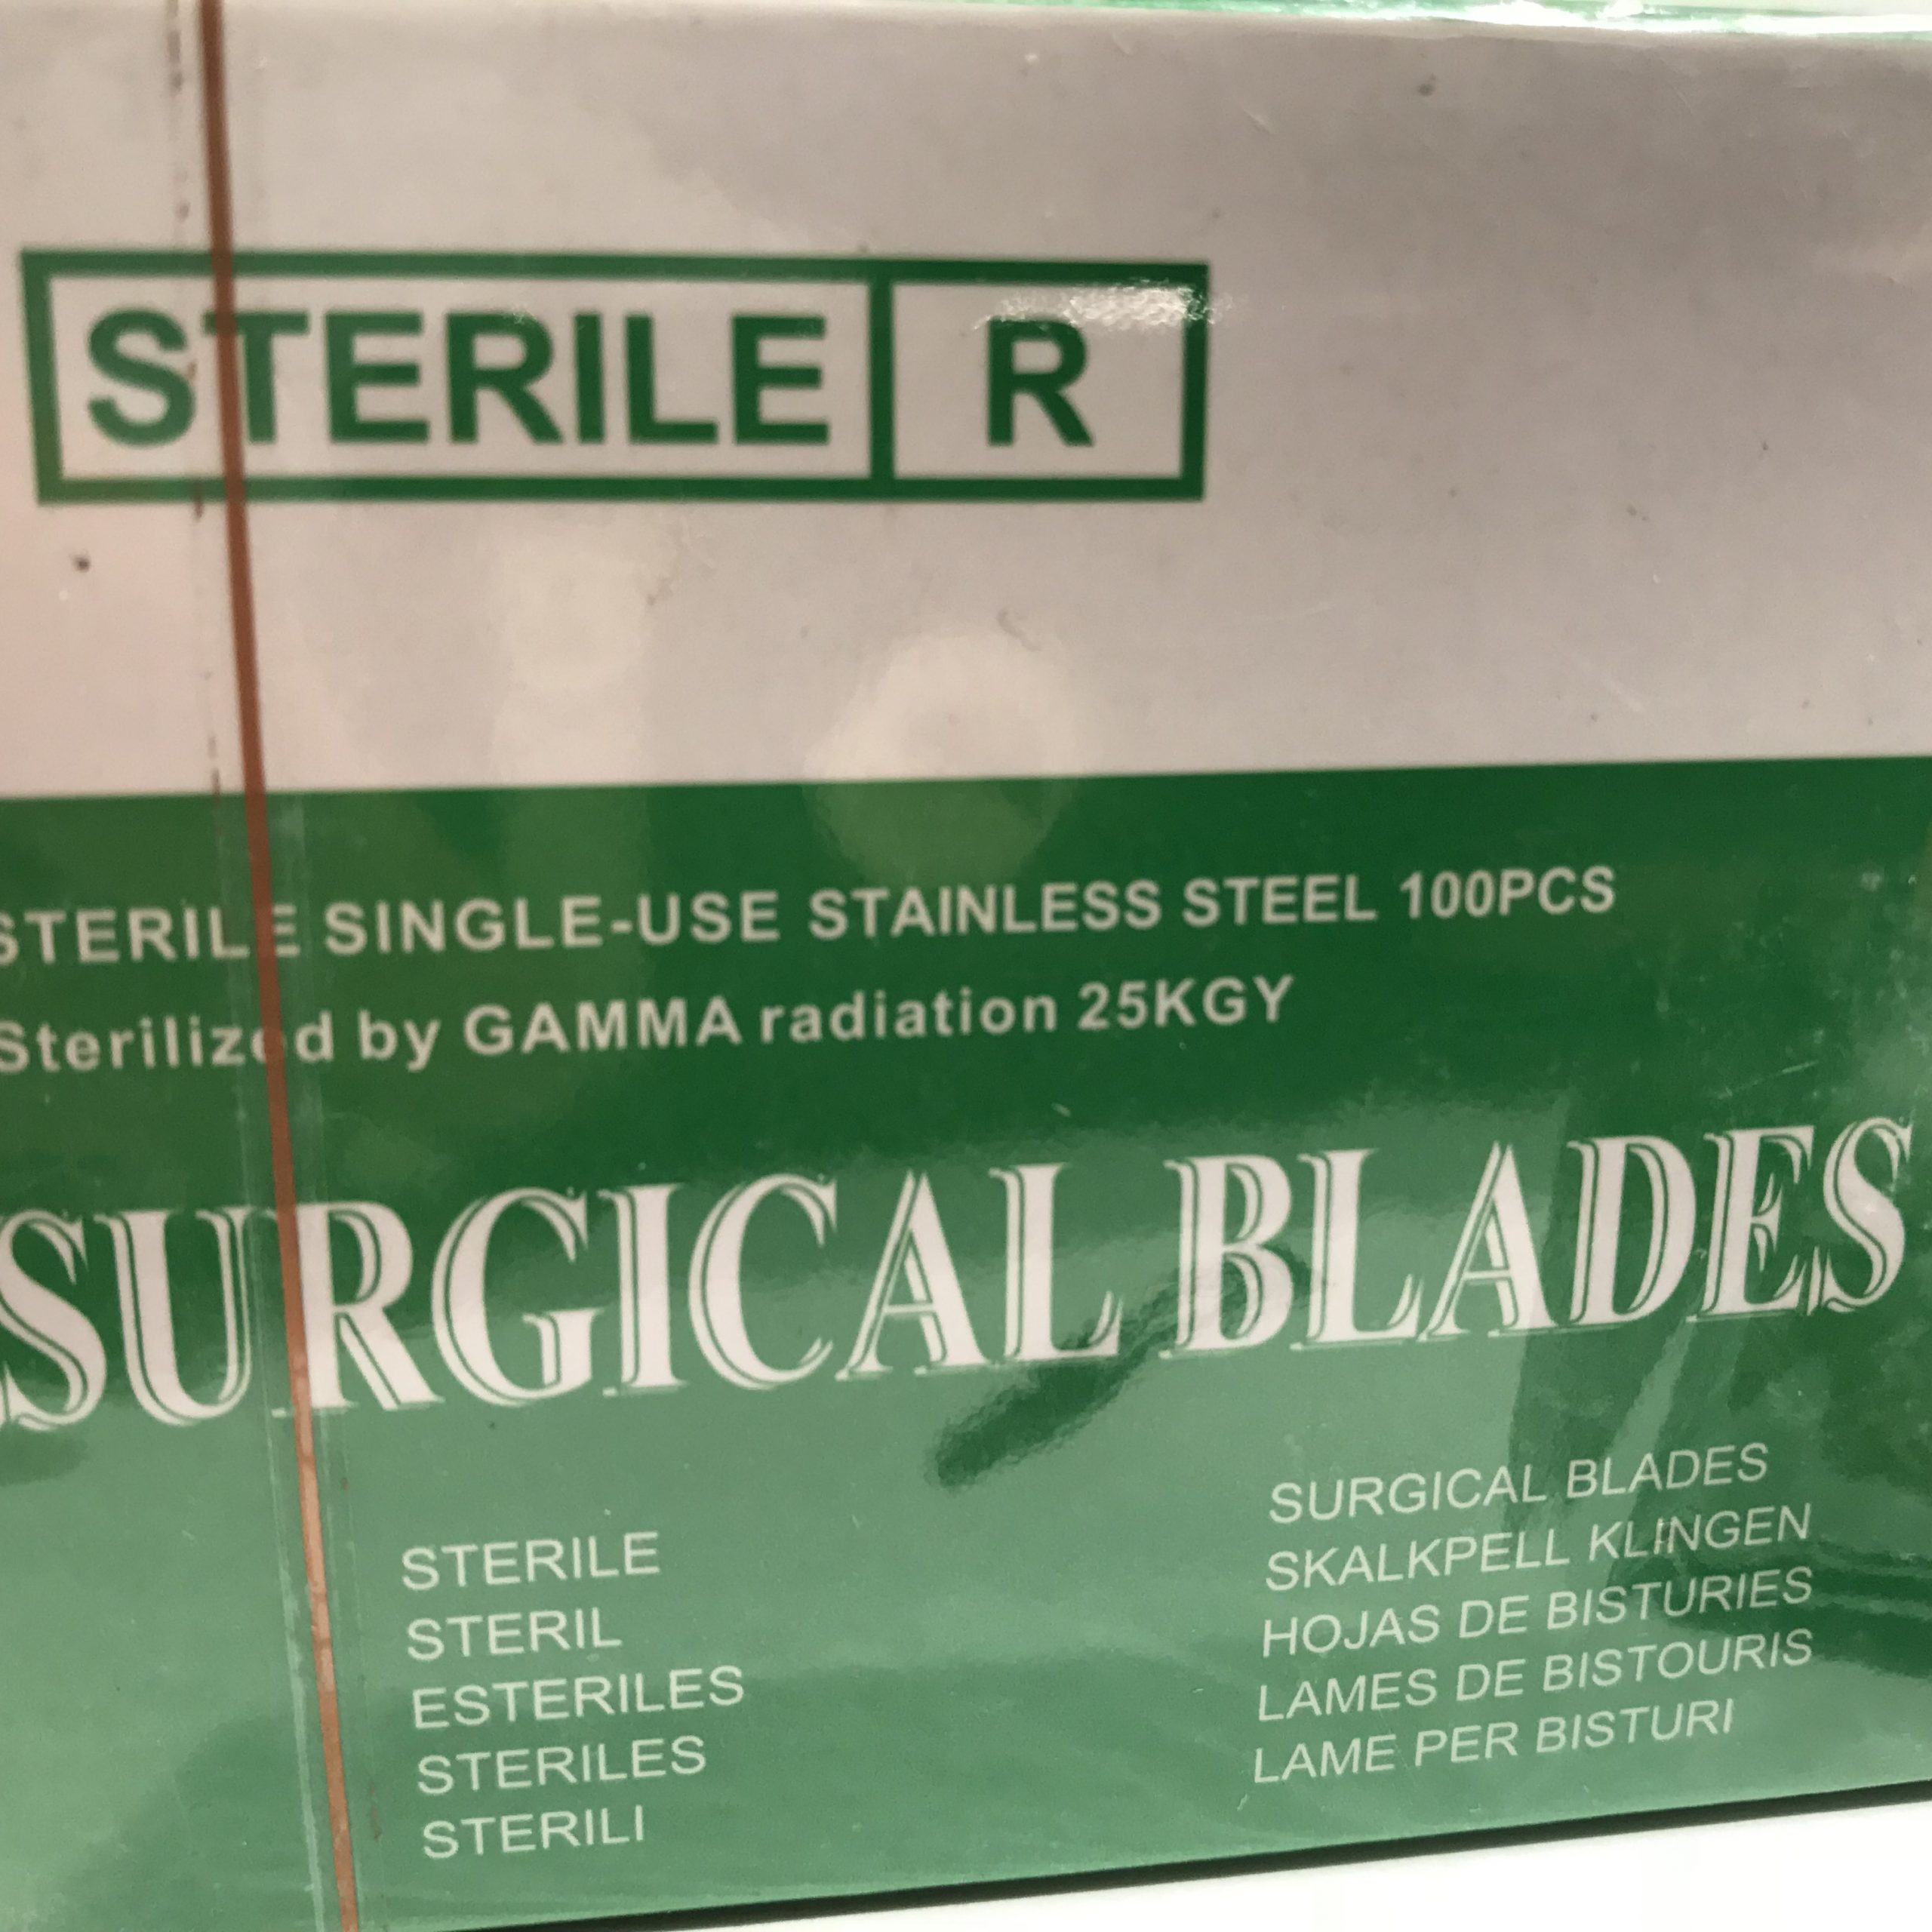 STERILE R
STERILE SINGLE-USE STAINLESS STEEL 100PCS
Sterilized by GAMMA radiation 25KGY
SURGICAL BLADES
STERILE
STERIL
ESTERILES
STERILES
STERILI
SURGICAL BLADES
SKALKPELL KLINGEN
HOJAS DE BISTURIES
LAMES DE BISTOURIS
LAME PER BISTURI